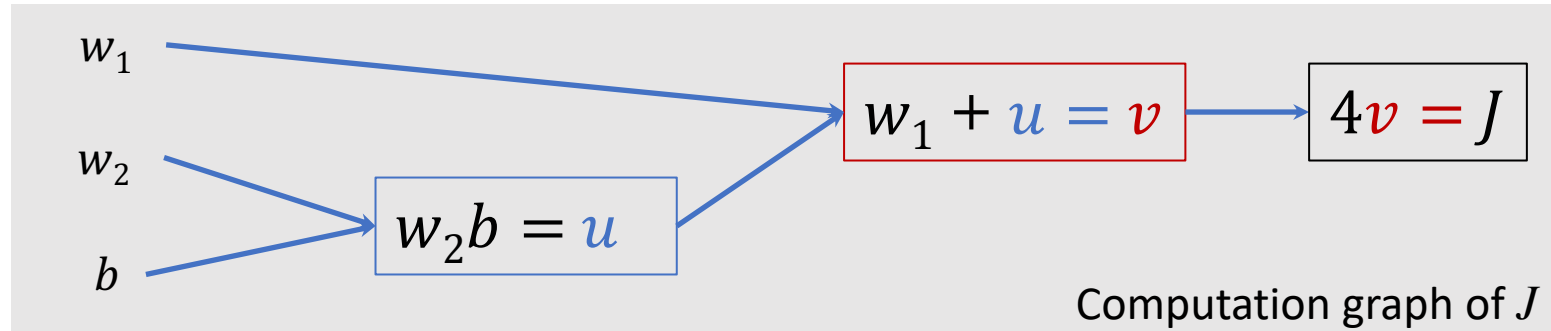 w₁
w₂
b
w₂b = u
w₁ + u = v
4v = J
Computation graph of J